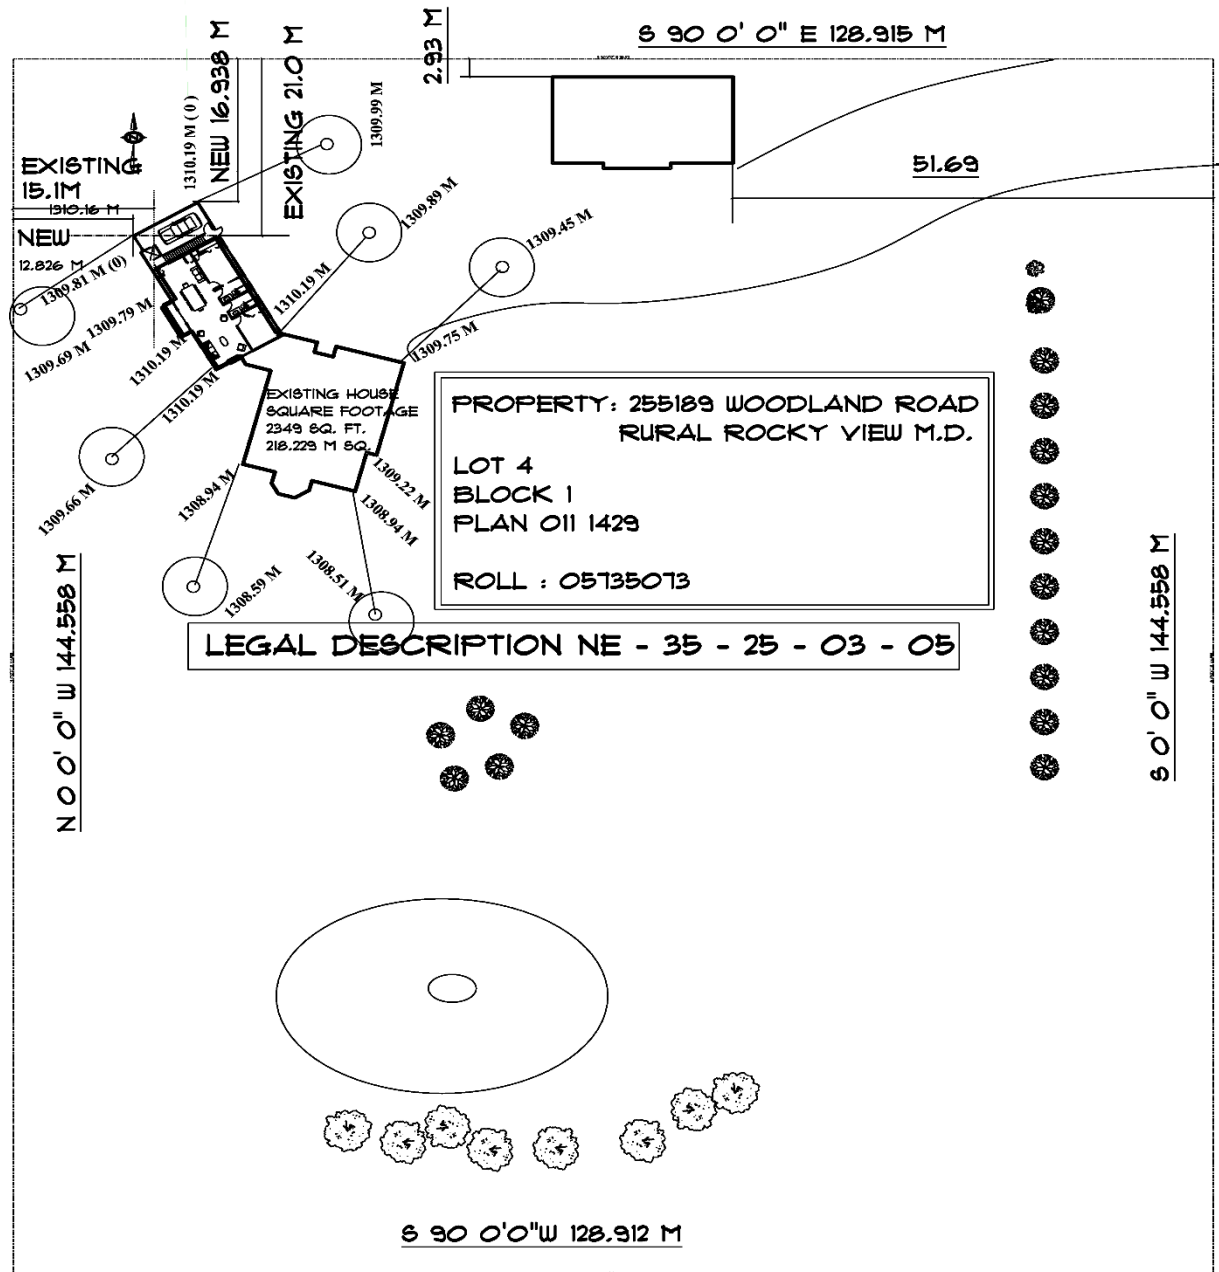 S 90 0' 0" E 128.915 M
2.93 M
NEW 16.938 M
EXISTING 21.0 M
1310.19 M (0)
1309.99 M
51.69
EXISTING
15.1M
1310.16 M
NEW
12.826 M
1309.89 M
1309.45 M
1309.81 M (0)
1310.19 M
1309.79 M
1309.75 M
1309.69 M
1310.19 M
1310.19 M
EXISTING HOUSE
SQUARE FOOTAGE
2349 SQ. FT.
218.229 M SQ.
PROPERTY: 255189 WOODLAND ROAD
RURAL ROCKY VIEW M.D.
LOT 4
BLOCK 1
PLAN 011 1429
ROLL : 05735073
1309.66 M
1308.94 M
1309.22 M
1308.94 M
1308.59 M
1308.51 M
LEGAL DESCRIPTION NE - 35 - 25 - 03 - 05
N 0 0' 0" W 144.558 M
S 0' 0" W 144.558 M
S 90 0'0"W 128.912 M